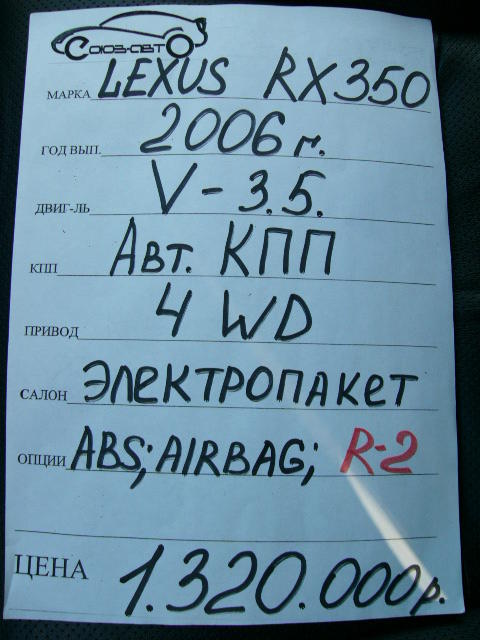 СОЮЗ-АВТО
МАРКА LEXUS RX350
ГОД ВЫП. 2006 г.
ДВИГ-ЛЬ V-3.5.
КПП Авт. КПП
ПРИВОД 4 WD
САЛОН ЭЛЕКТРОПАКЕТ
ОПЦИИ ABS; AIRBAG; R-2
ЦЕНА 1.320.000р.